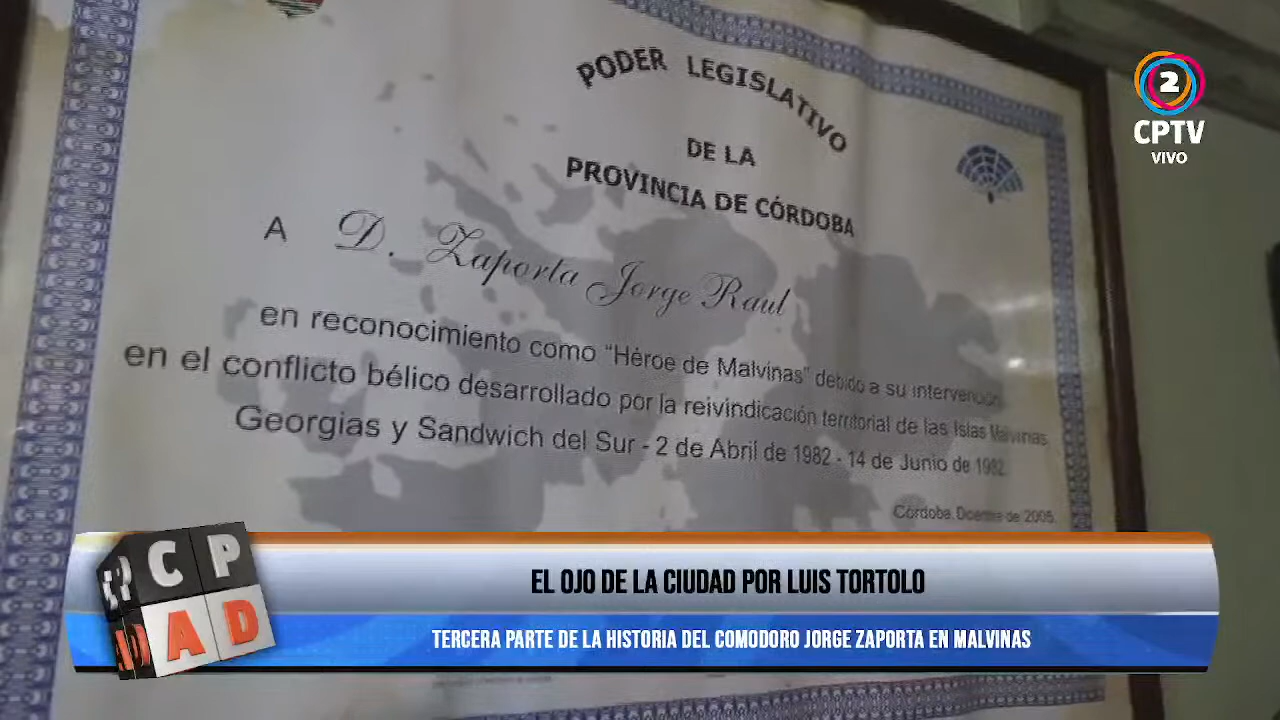 PODER LEGISLATIVO
DE LA
PROVINCIA DE CÓRDOBA
A D. Zaporta Jorge Raul
en reconocimiento como "Héroe de Malvinas" debido a su intervención
en el conflicto bélico desarrollado por la reivindicación territorial de las Islas Malvinas
Georgias y Sandwich del Sur - 2 de Abril de 1982 - 14 de Junio de 1982
Córdoba, de 2005
2
CPTV
VIVO
CP
AD
EL OJO DE LA CIUDAD POR LUIS TORTOLO
TERCERA PARTE DE LA HISTORIA DEL COMODORO JORGE ZAPORTA EN MALVINAS